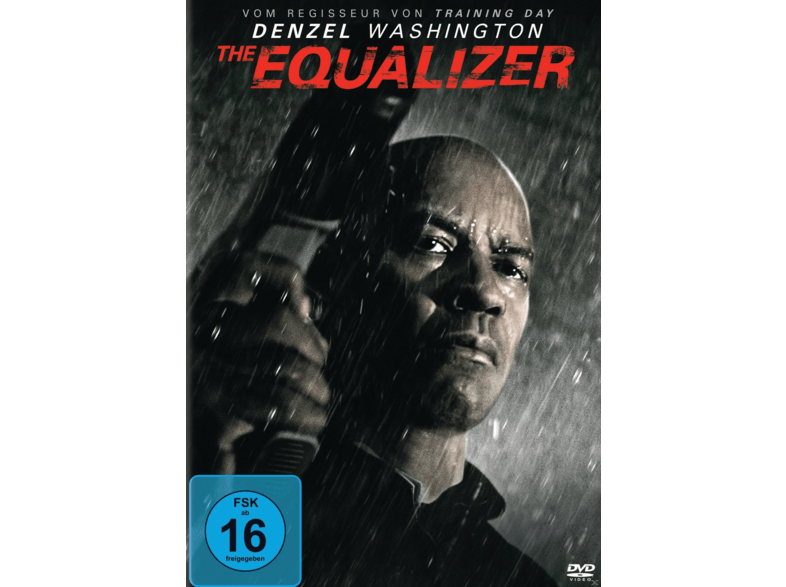 VOM REGISSEUR VON TRAINING DAY
DENZEL WASHINGTON
THE EQUALIZER
FSK
ab
16
freigegeben
DVD
VIDEO